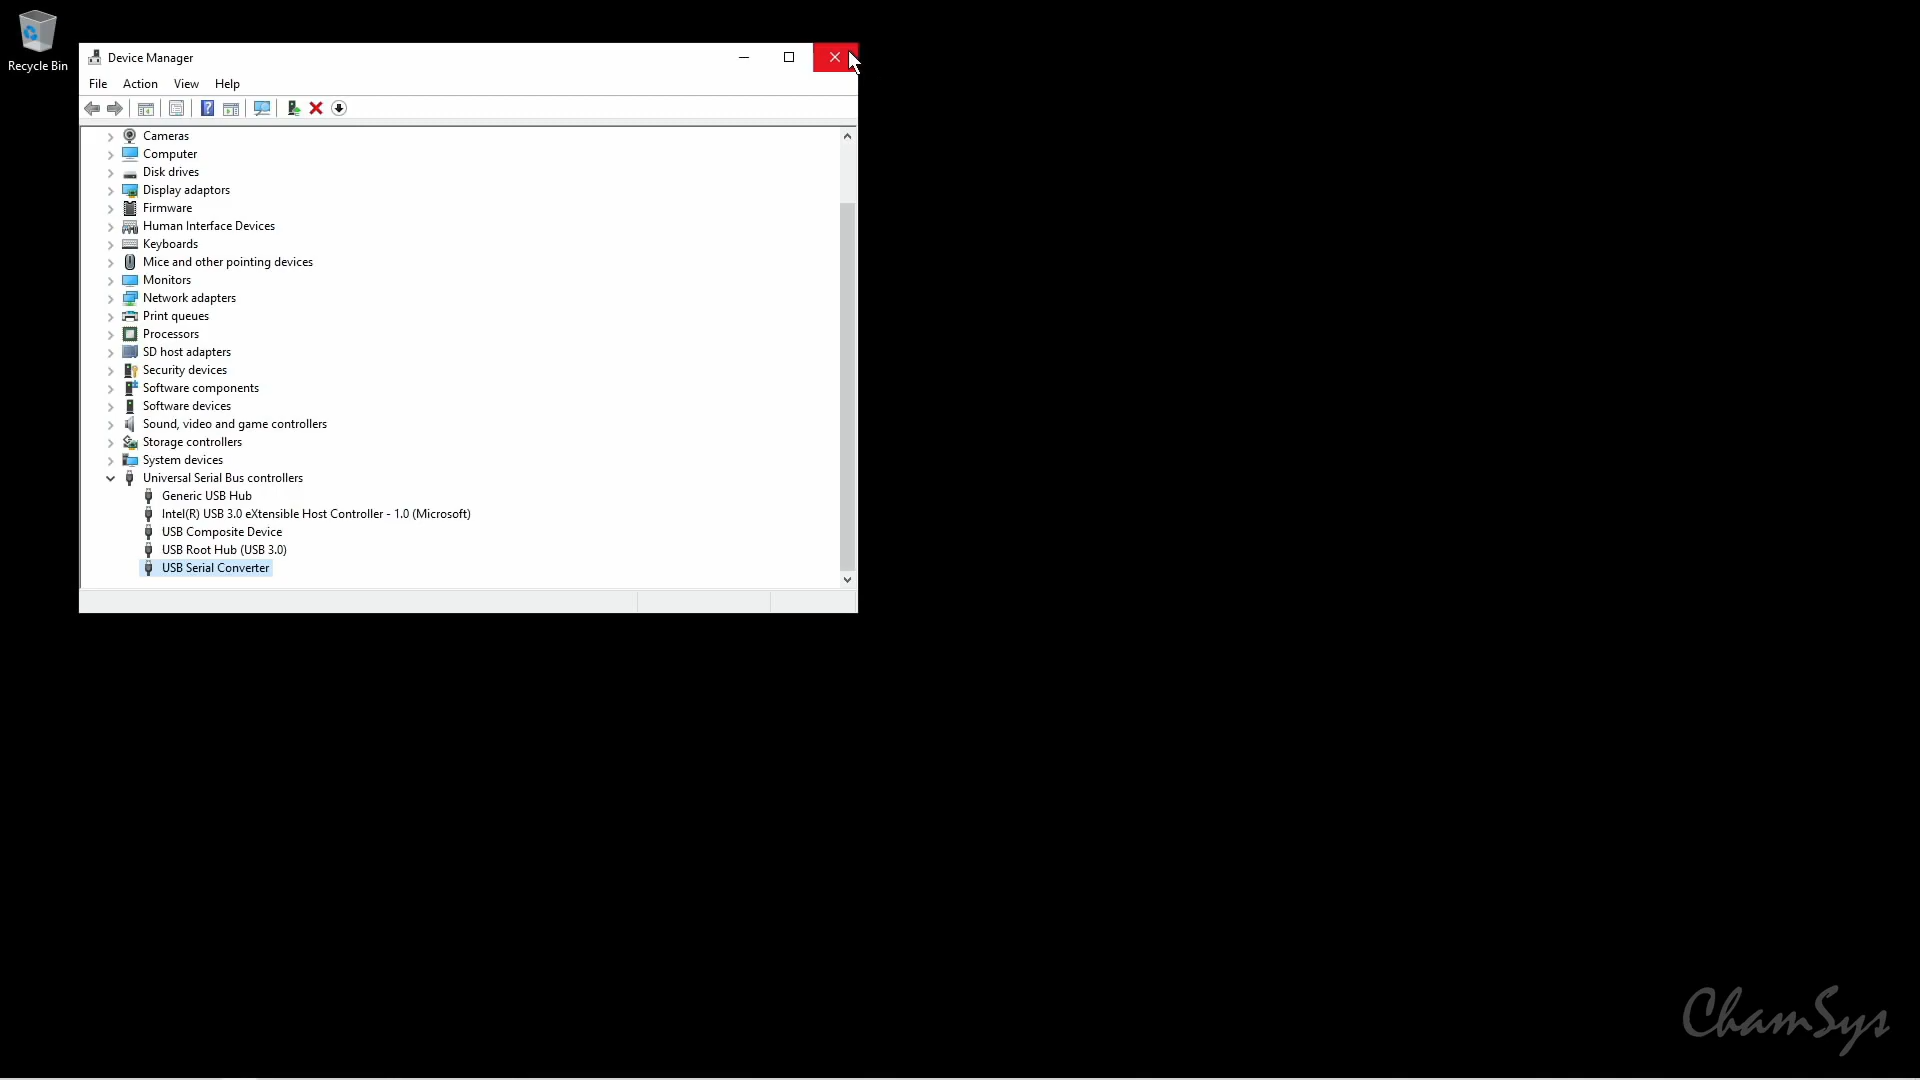 Recycle Bin
Device Manager
File Action View Help
Cameras
Computer
Disk drives
Display adaptors
Firmware
Human Interface Devices
Keyboards
Mice and other pointing devices
Monitors
Network adapters
Print queues
Processors
SD host adapters
Security devices
Software components
Software devices
Sound, video and game controllers
Storage controllers
System devices
Universal Serial Bus controllers
Generic USB Hub
Intel(R) USB 3.0 eXtensible Host Controller - 1.0 (Microsoft)
USB Composite Device
USB Root Hub (USB 3.0)
USB Serial Converter
ChamSys